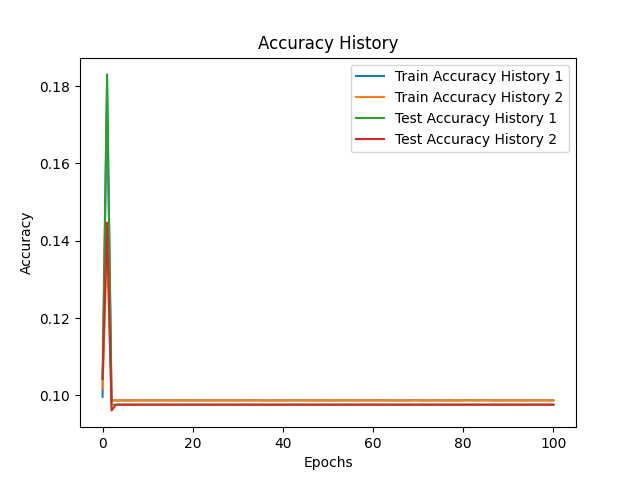 Accuracy History
Train Accuracy History 1
Train Accuracy History 2
Test Accuracy History 1
Test Accuracy History 2
Accuracy
0.18
0.16
0.14
0.12
0.10
0
20
40
60
80
100
Epochs